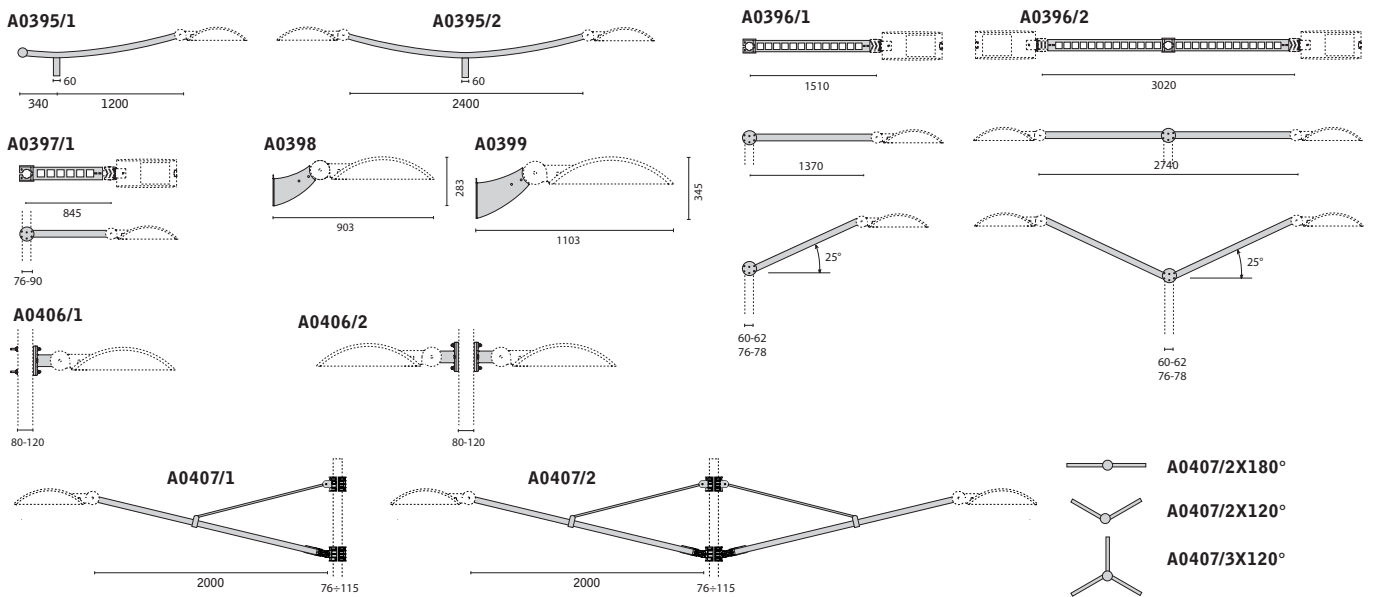 A0395/1
60
340
1200
A0395/2
60
2400
A0396/1
1510
1370
25°
60-62
76-78
A0396/2
3020
2740
25°
60-62
76-78
A0397/1
845
76-90
A0398
283
903
A0399
345
1103
A0406/1
80-120
A0406/2
80-120
A0407/1
2000
76÷115
A0407/2
2000
76÷115
A0407/2X180°
A0407/2X120°
A0407/3X120°